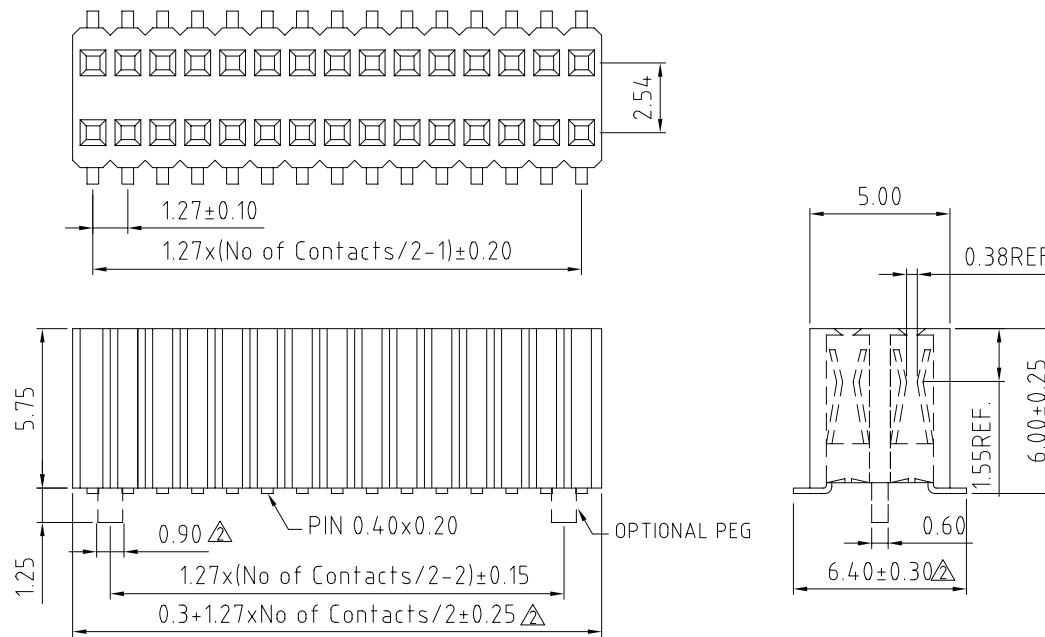 2.54
1.27±0.10
1.27x(No of Contacts/2-1)±0.20
5.00
0.38REF
5.75
1.55REF.
6.00±0.25
PIN 0.40x0.20
OPTIONAL PEG
0.90 2
0.60
1.25
1.27x(No of Contacts/2-2)±0.15
6.40±0.30 2
0.3+1.27xNo of Contacts/2±0.25 2